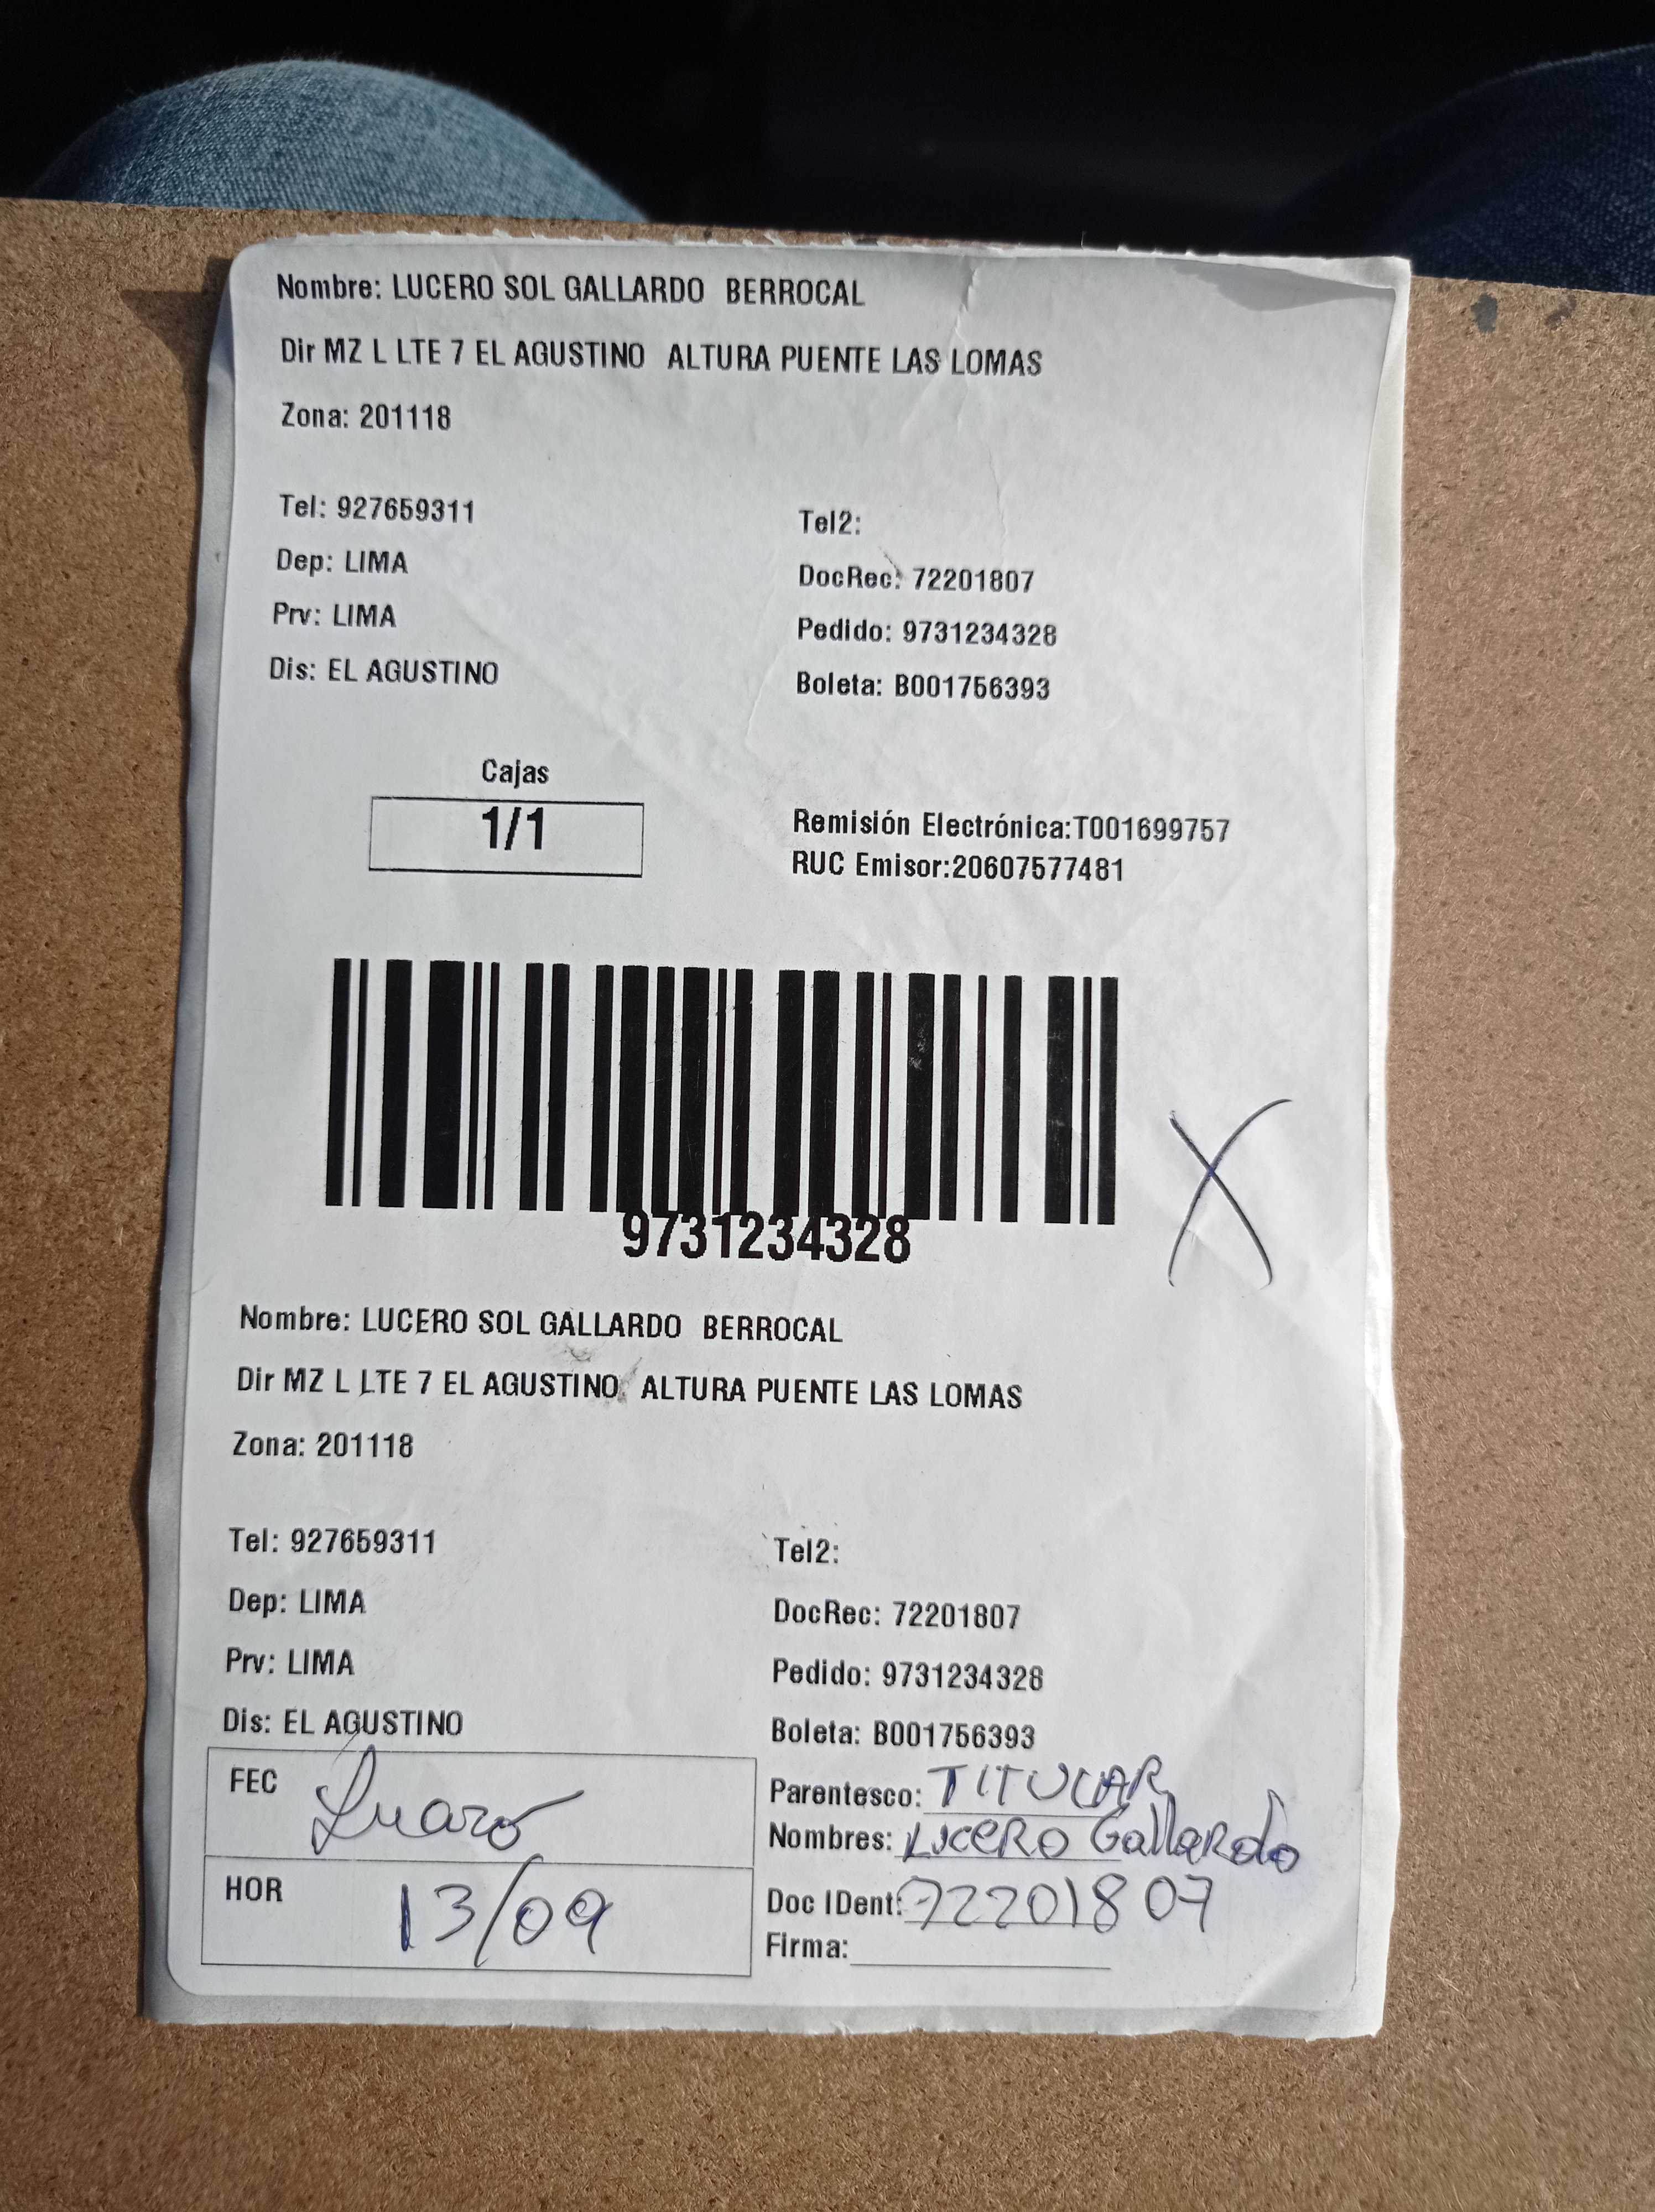 Nombre: LUCERO SOL GALLARDO BERROCAL
Dir MZ L LTE 7 EL AGUSTINO ALTURA PUENTE LAS LOMAS
Zona: 201118
Tel: 927659311
Tel2:
Dep: LIMA
DocRec: 72201807
Prv: LIMA
Pedido: 9731234328
Dis: EL AGUSTINO
Boleta: B001756393
Cajas
1/1
Remisión Electrónica:T001699757
RUC Emisor:20607577481
9731234328
X
Nombre: LUCERO SOL GALLARDO BERROCAL
Dir MZ L LTE 7 EL AGUSTINO ALTURA PUENTE LAS LOMAS
Zona: 201118
Tel: 927659311
Tel2:
Dep: LIMA
DocRec: 72201807
Prv: LIMA
Pedido: 9731234328
Dis: EL AGUSTINO
Boleta: B001756393
FEC
Parentesco: TITULAR
Nombres: LUCERO GallaRdo
HOR 13/09
Doc IDent: 72201807
Firma: